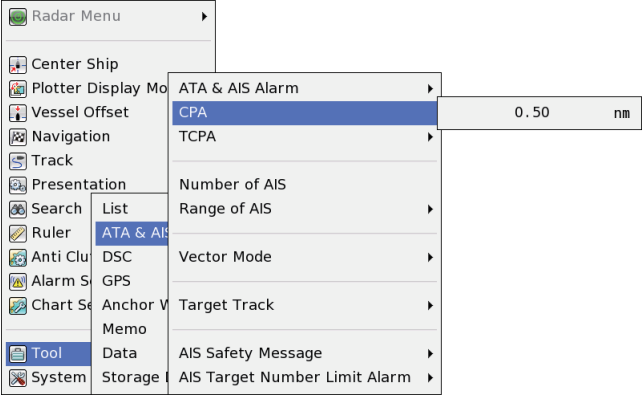 Radar Menu
Center Ship
Plotter Display Mo
Vessel Offset
Navigation
Track
Presentation
Search
Ruler
Anti Clu
Alarm S
Chart Se
Tool
System
List
ATA & AIS
DSC
GPS
Anchor W
Memo
Data
Storage
ATA & AIS Alarm
CPA
TCPA
Number of AIS
Range of AIS
Vector Mode
Target Track
AIS Safety Message
AIS Target Number Limit Alarm
0.50 nm